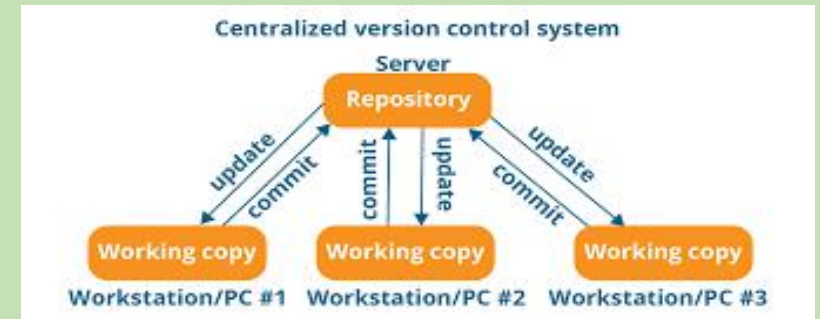 Centralized version control system
Server
Repository
update
commit
commit
update
update
commit
Working copy
Working copy
Working copy
Workstation/PC #1
Workstation/PC #2
Workstation/PC #3